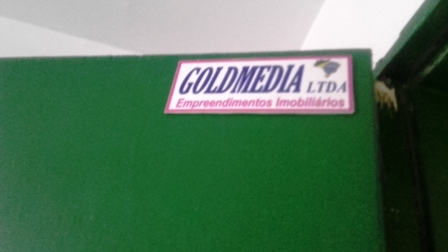 GOLDMEDIA LTDA
Empreendimentos Imobiliários